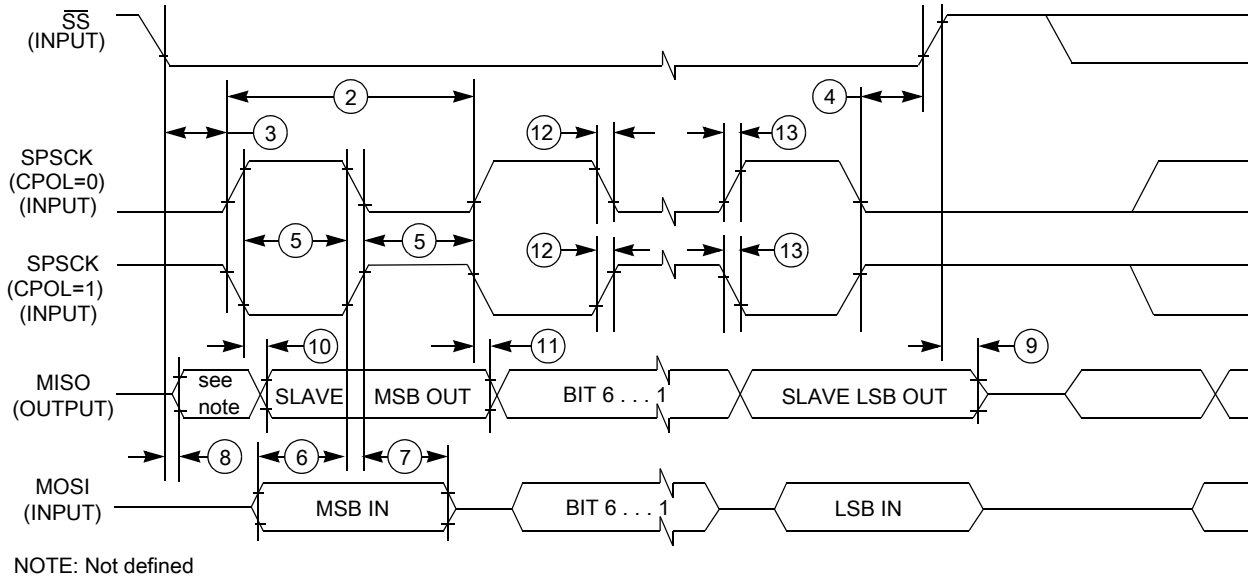 SS
(INPUT)
2
4
3
12
13
SPSCK
(CPOL=0)
(INPUT)
5
5
SPSCK
(CPOL=1)
(INPUT)
12
13
10
11
9
MISO
(OUTPUT)
see
note
SLAVE
MSB OUT
BIT 6 . . . 1
SLAVE LSB OUT
8
6
7
MOSI
(INPUT)
MSB IN
BIT 6 . . . 1
LSB IN
NOTE: Not defined